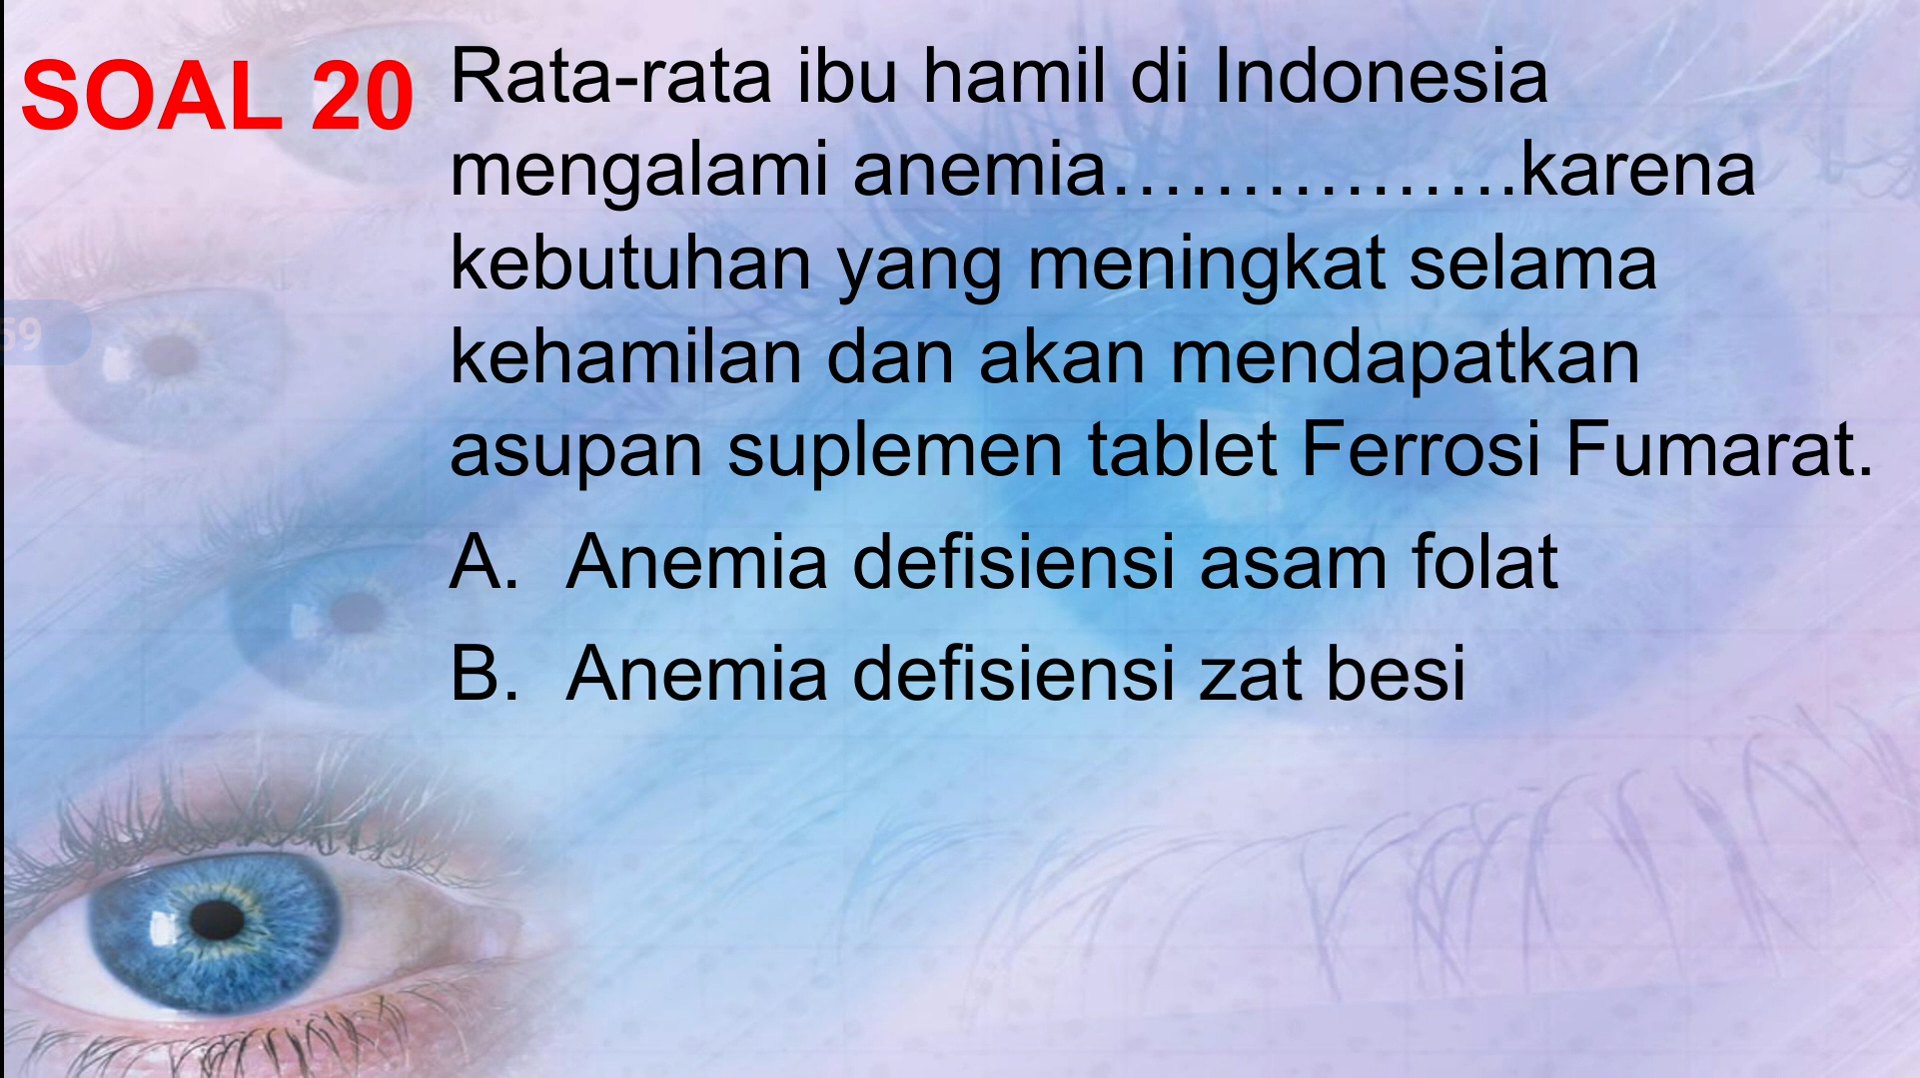 SOAL 20
Rata-rata ibu hamil di Indonesia
mengalami anemia................karena
kebutuhan yang meningkat selama
kehamilan dan akan mendapatkan
asupan suplemen tablet Ferrosi Fumarat.
A. Anemia defisiensi asam folat
B. Anemia defisiensi zat besi
59